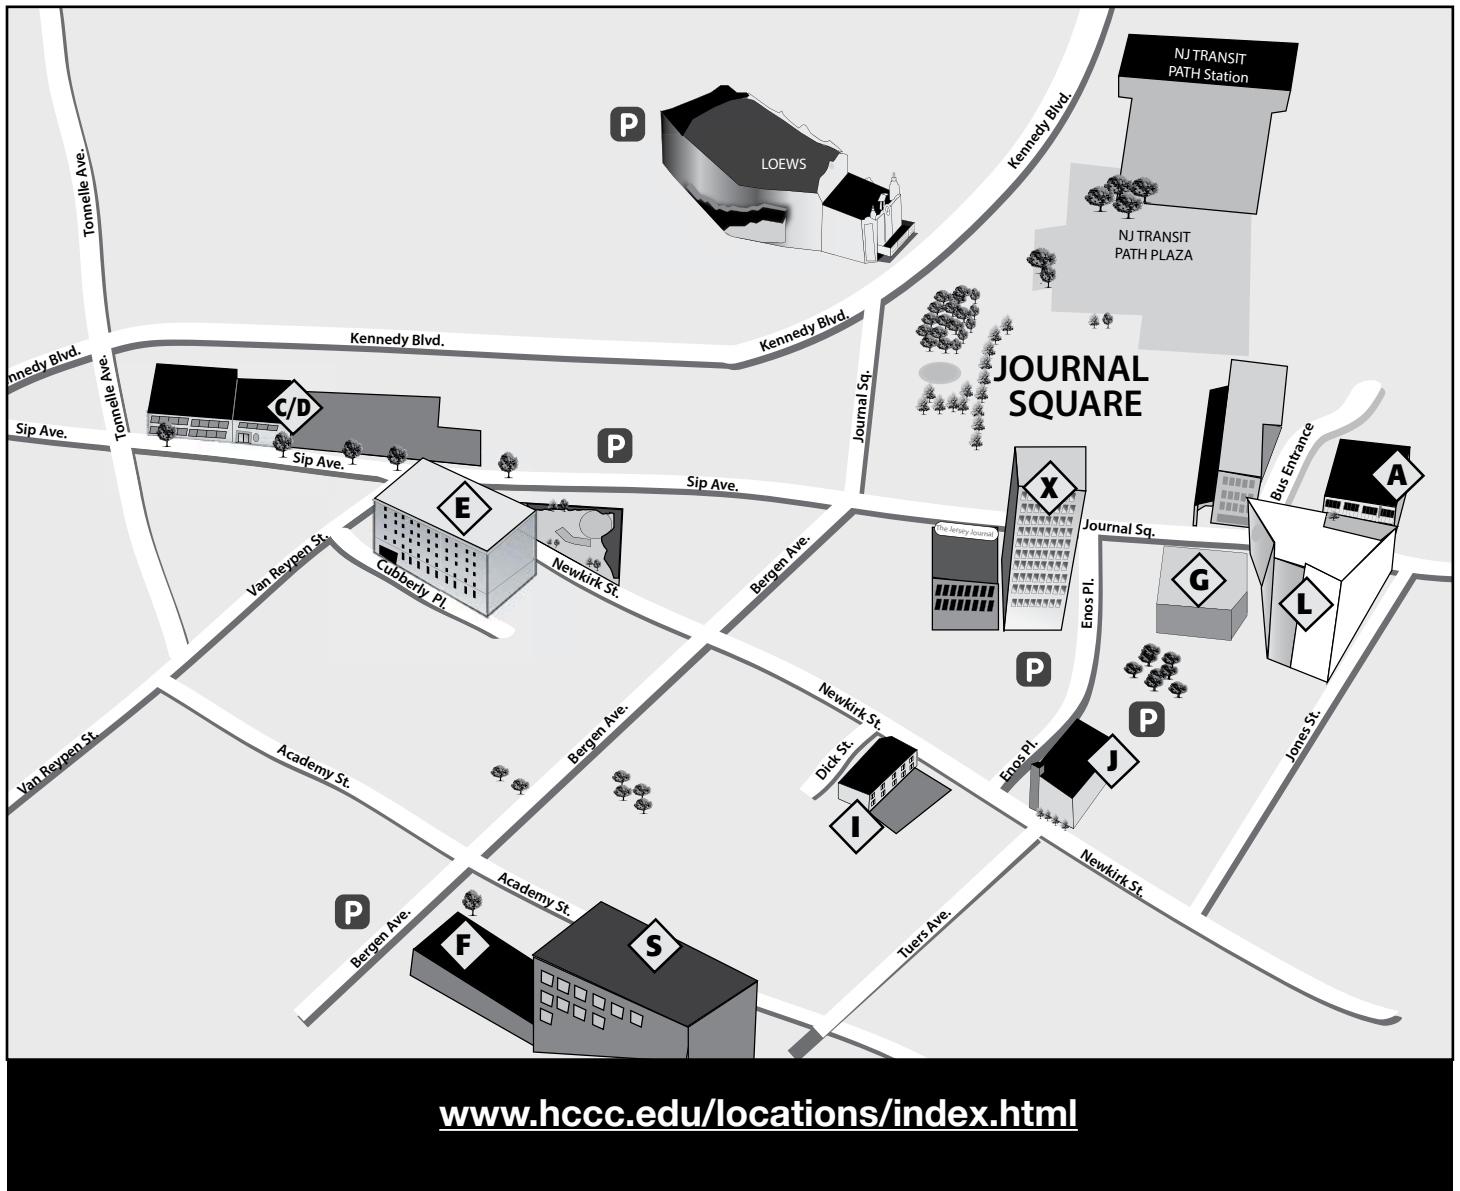 NJ TRANSIT
PATH Station
Kennedy Blvd.
P
LOEWS
Tonnelle Ave.
NJ TRANSIT
PATH PLAZA
Kennedy Blvd.
Kennedy Blvd.
nnedy Blvd.
Tonnelle Ave.
JOURNAL
SQUARE
Journal Sq.
C/D
Sip Ave.
Sip Ave.
P
Sip Ave.
Bus Entrance
A
X
E
The Jersey Journal
Journal Sq.
Van Reypen St.
Cubberly Pl.
Newkirk St.
Bergen Ave.
Enos Pl.
G
L
P
Newkirk St.
P
Bergen Ave.
Dick St.
Enos Pl.
J
Jones St.
Van Reypen St.
Academy St.
I
Newkirk St.
Academy St.
P
Bergen Ave.
F
S
Tuers Ave.
www.hccc.edu/locations/index.html